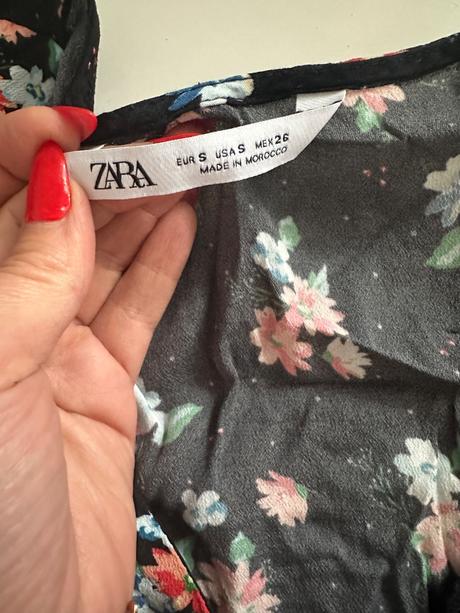 ZARA
EUR S USA S MEX 26
MADE IN MOROCCO